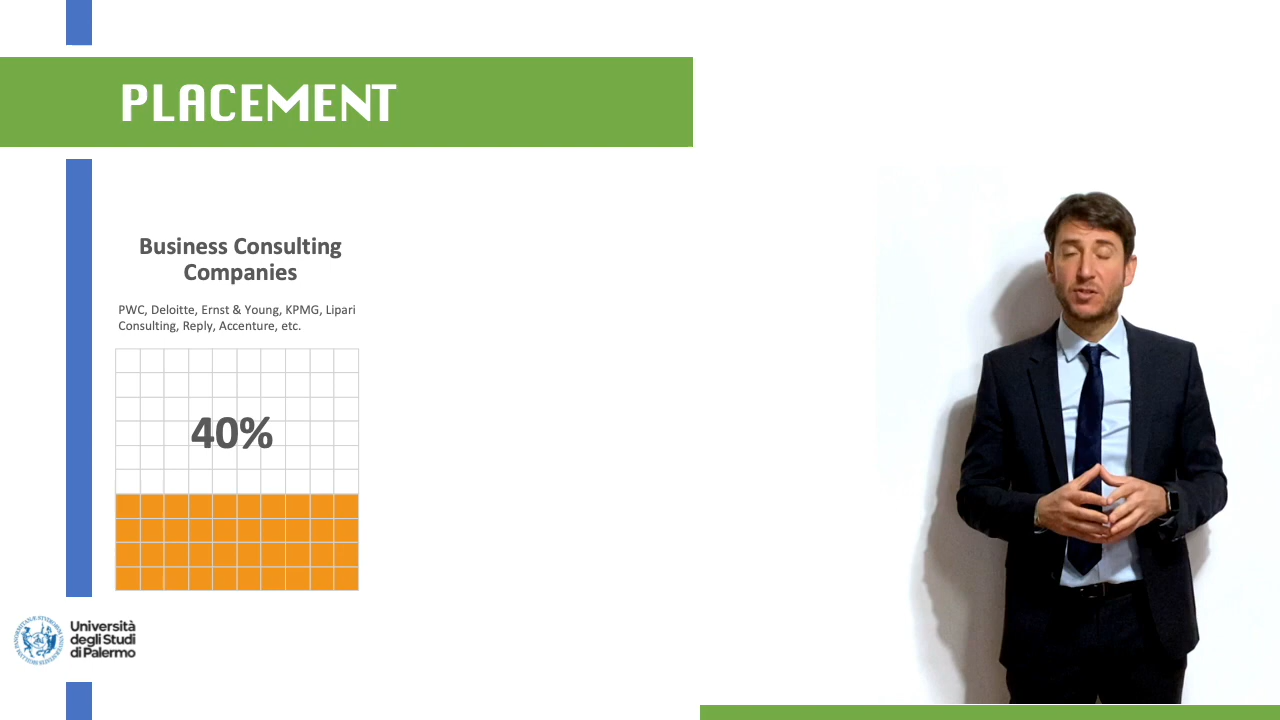 PLACEMENT
Business Consulting
Companies
PWC, Deloitte, Ernst & Young, KPMG, Lipari
Consulting, Reply, Accenture, etc.
40%
Università
degli Studi
di Palermo